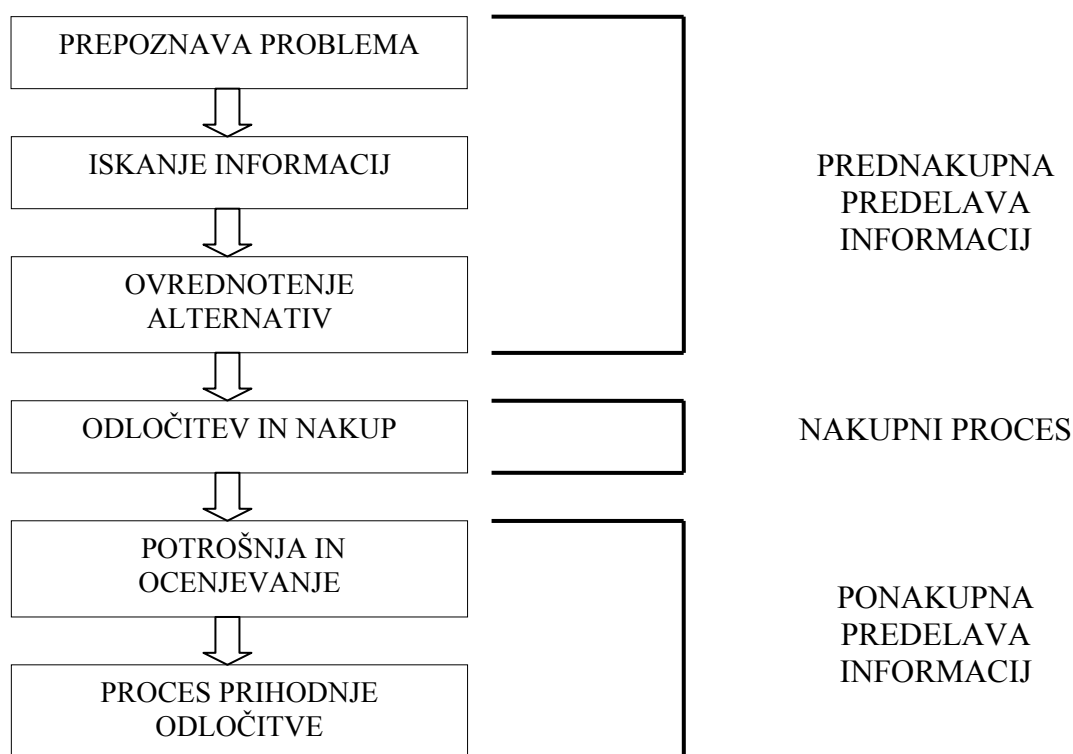 PREPOZNAVA PROBLEMA
ISKANJE INFORMACIJ
OVREDNOTENJE
ALTERNATIV
PREDNAKUPNA
PREDELAVA
INFORMACIJ
ODLOČITEV IN NAKUP
NAKUPNI PROCES
POTROŠNJA IN
OCENJEVANJE
PROCES PRIHODNJE
ODLOČITVE
PONAKUPNA
PREDELAVA
INFORMACIJ